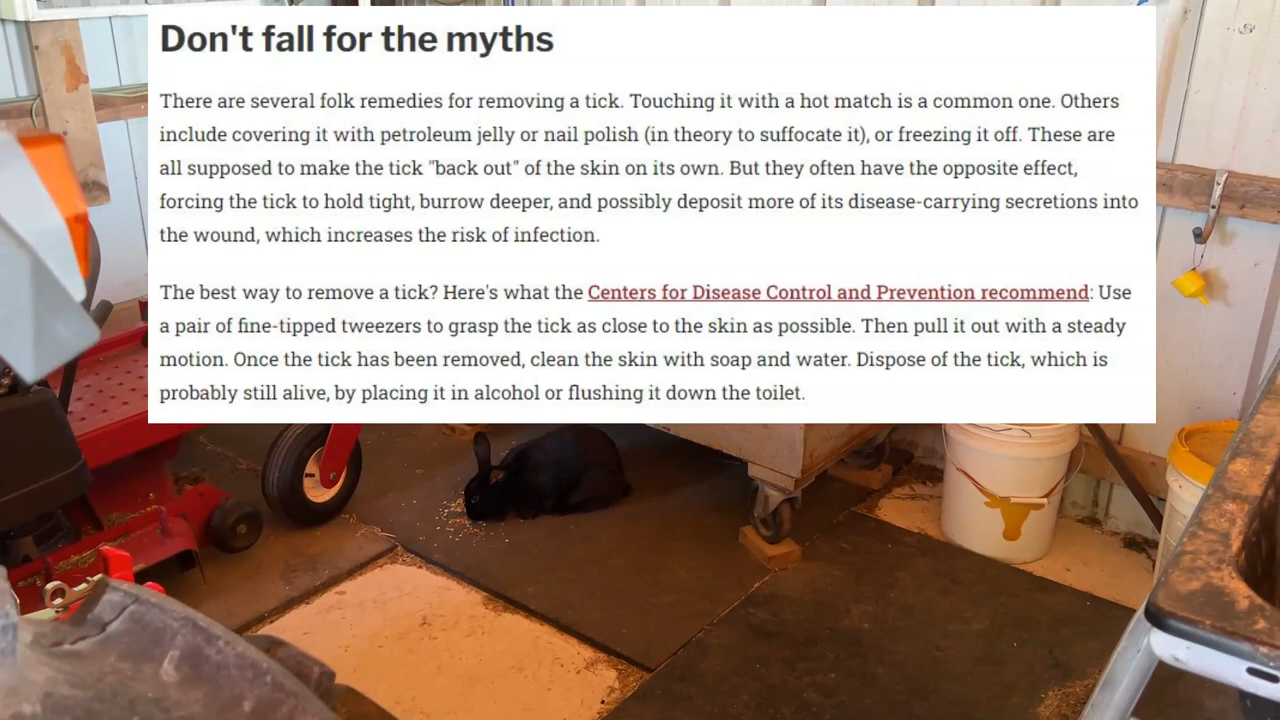 Don't fall for the myths
There are several folk remedies for removing a tick. Touching it with a hot match is a common one. Others
include covering it with petroleum jelly or nail polish (in theory to suffocate it), or freezing it off. These are
all supposed to make the tick "back out" of the skin on its own. But they often have the opposite effect,
forcing the tick to hold tight, burrow deeper, and possibly deposit more of its disease-carrying secretions into
the wound, which increases the risk of infection.
The best way to remove a tick? Here's what the Centers for Disease Control and Prevention recommend: Use
a pair of fine-tipped tweezers to grasp the tick as close to the skin as possible. Then pull it out with a steady
motion. Once the tick has been removed, clean the skin with soap and water. Dispose of the tick, which is
probably still alive, by placing it in alcohol or flushing it down the toilet.